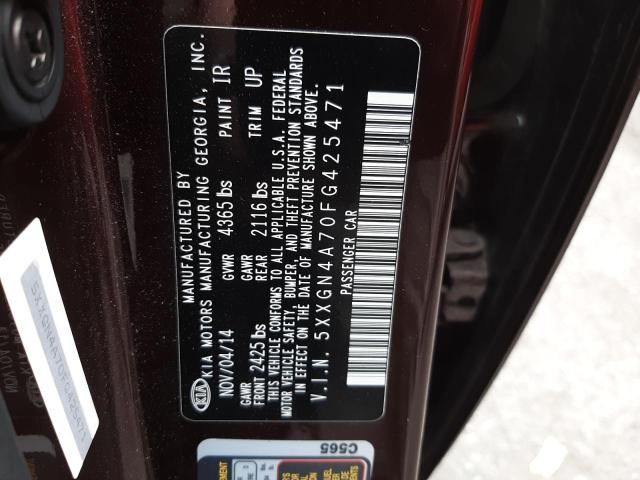 MANUFACTURED BY
KIA KIA MOTORS MANUFACTURING GEORGIA, INC.
NOV/04/14 GVWR 4365 lbs PAINT IR
GAWR FRONT 2425 lbs GAWR REAR 2116 lbs TRIM UP
THIS VEHICLE CONFORMS TO ALL APPLICABLE U.S.A. FEDERAL
MOTOR VEHICLE SAFETY, BUMPER, AND THEFT PREVENTION STANDARDS
IN EFFECT ON THE DATE OF MANUFACTURE SHOWN ABOVE.
V.I.N. 5XXGN4A70FG425471
PASSENGER CAR
5XXGN4A70FG425471
C565